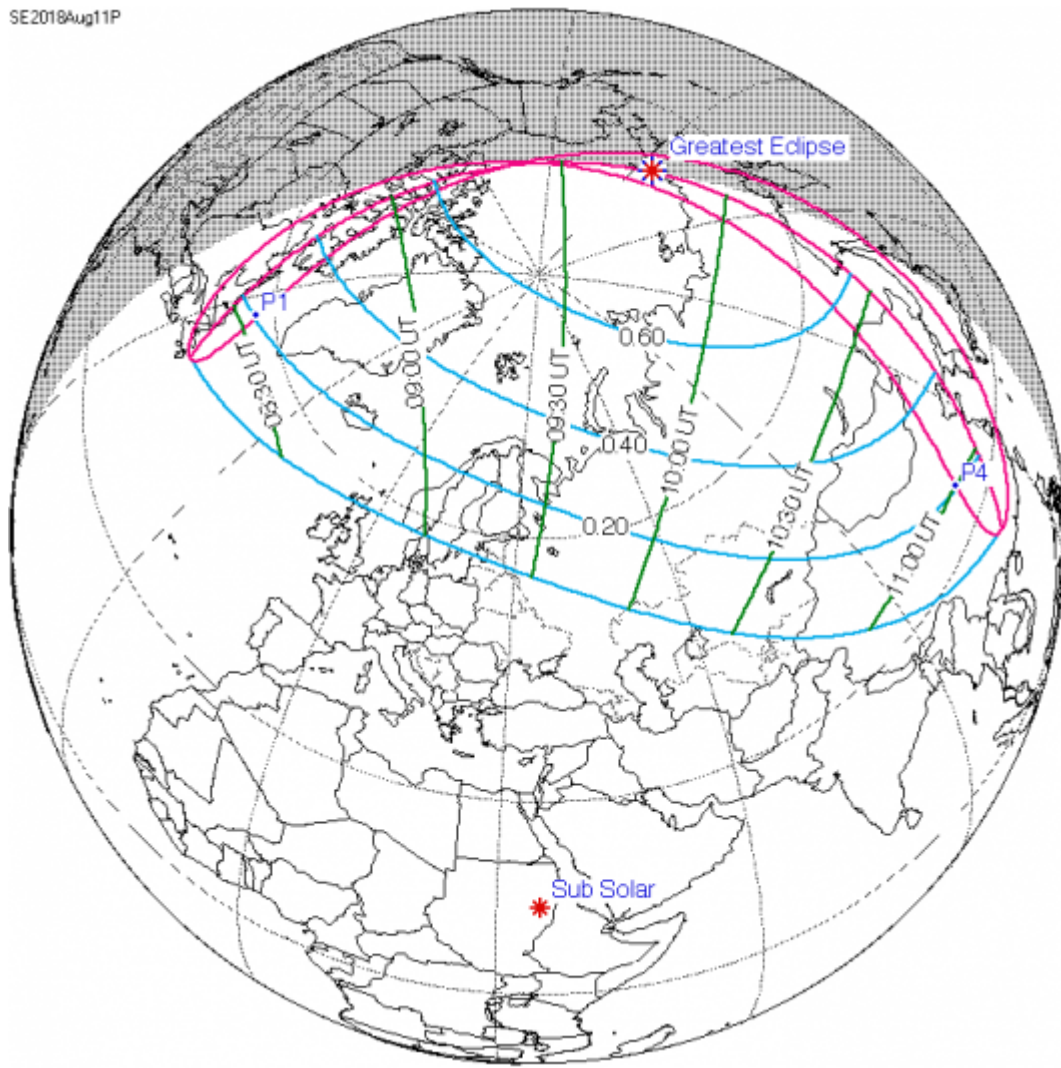 SE2018Aug11P
Greatest Eclipse
P1
08:30 UT
09:00 UT
09:30 UT
10:00 UT
10:30 UT
11:00 UT
0.60
0.40
0.20
P4
Sub Solar